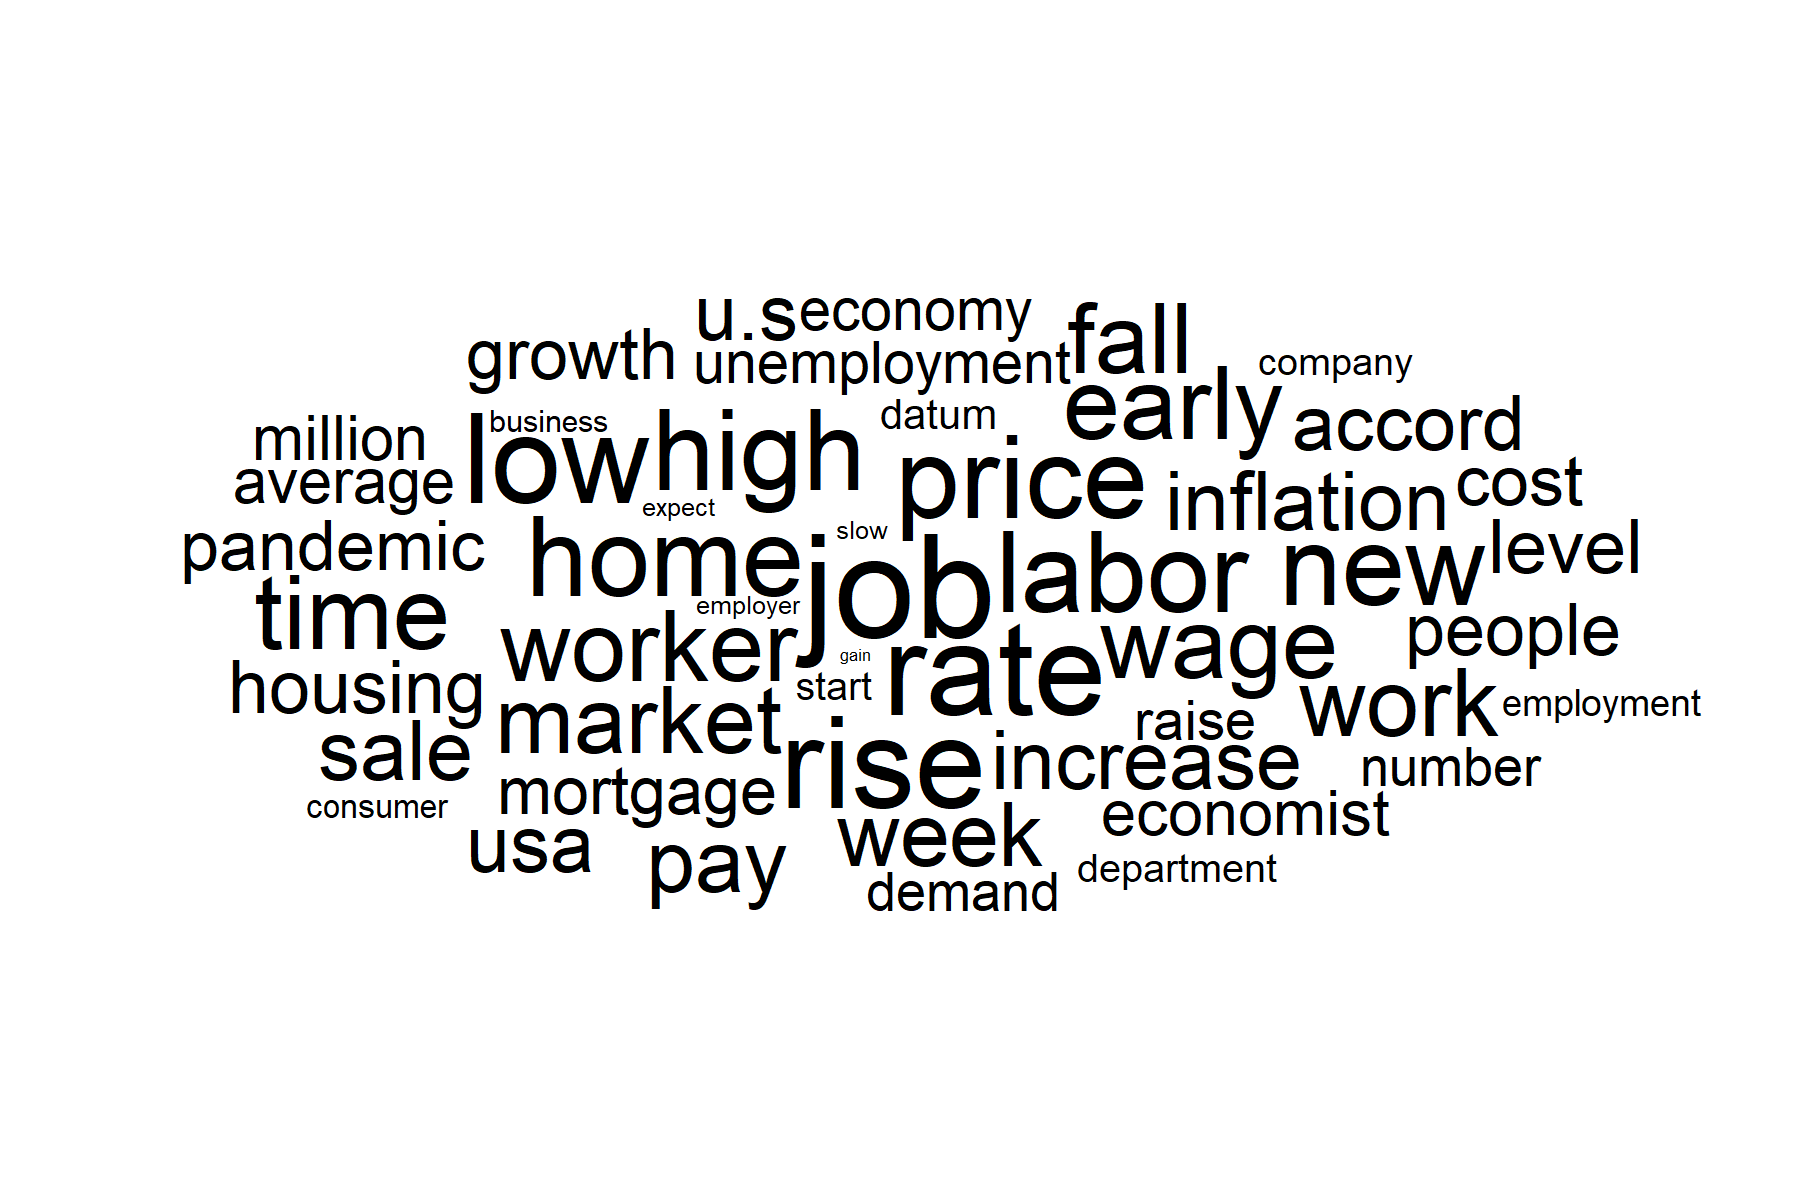 u.s economy fall
growth unemployment company
million business datum early accord
average low high price inflation cost
expect
pandemic home slow job labor new level
time employer worker rate wage people
housing gain
market start raise work employment
sale rise increase number
consumer mortgage economist
usa pay week department
demand